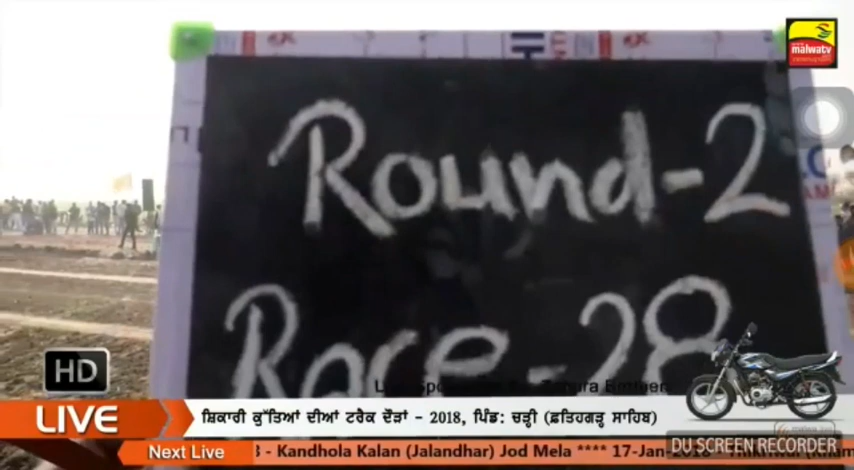 malwatv
Round-2
Race-28
HD
LIVE
ਸ਼ਿਕਾਰੀ ਕੁੱਤਿਆਂ ਦੀਆਂ ਟਰੈਕ ਦੌੜਾਂ - 2018, ਪਿੰਡ: ਚੜ੍ਹੀ (ਫ਼ਤਿਹਗੜ੍ਹ ਸਾਹਿਬ)
Next Live
- Kandhola Kalan (Jalandhar) Jod Mela **** 17-Jan-2018 -
DU SCREEN RECORDER